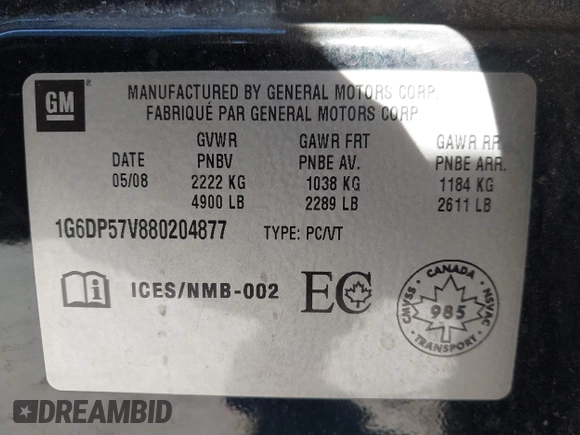 GM ®
MANUFACTURED BY GENERAL MOTORS CORP.
FABRIQUÉ PAR GENERAL MOTORS CORP
GVWR GAWR FRT GAWR RR
DATE PNBV PNBE AV. PNBE ARR.
05/08 2222 KG 1038 KG 1184 KG
4900 LB 2289 LB 2611 LB
1G6DP57V880204877 TYPE: PC/VT
ICES/NMB-002 EC
CANADA
CMVSS 985 NSVAC
TRANSPORT
DREAMBID